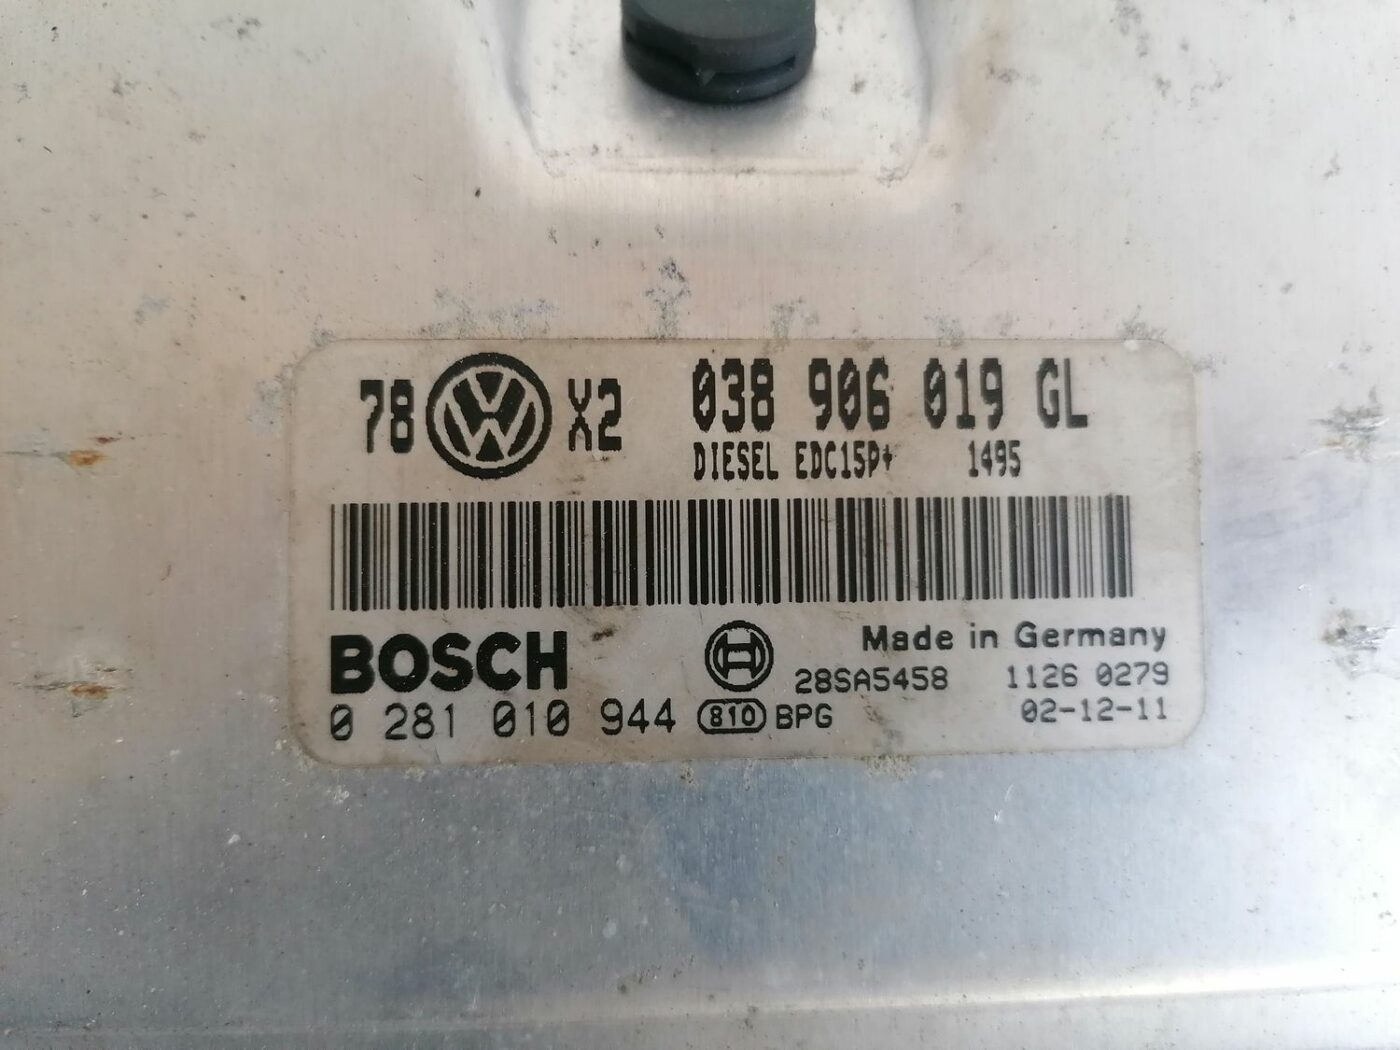 78 X2 038 906 019 GL
DIESEL EDC15P+ 1495
BOSCH Made in Germany
28SA5458 1126 0279
0 281 010 944 810 BPG 02-12-11